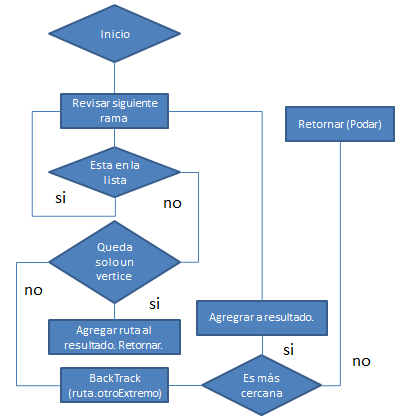 Inicio
Revisar siguiente
rama
Retornar (Podar)
Esta en la
lista
si
no
Queda
solo un
vertice
no
si
Agregar ruta al
resultado. Retornar.
Agregrar a resultado.
si
no
BackTrack
(ruta.otroExtremo)
Es más
cercana